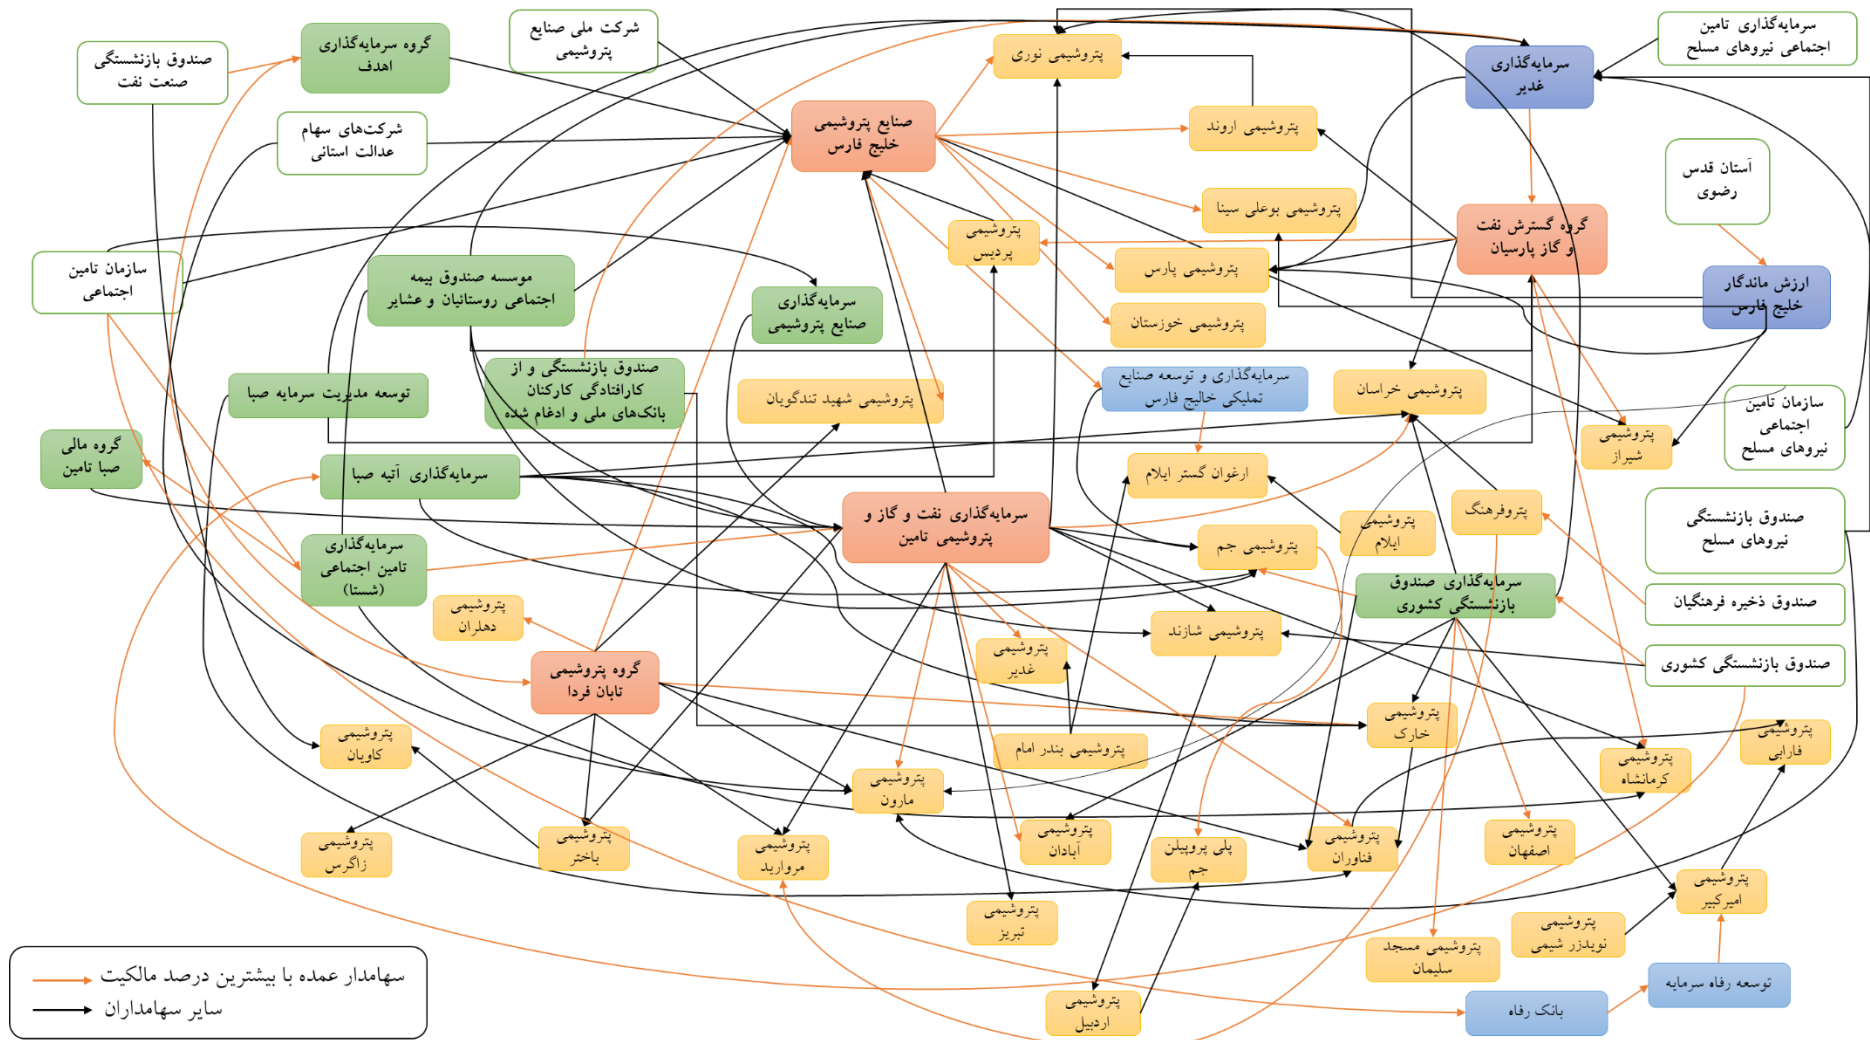 سرمایه‌گذاری تامین
اجتماعی نیروهای مسلح
سرمایه‌گذاری
غدیر
پتروشیمی نوری
شرکت ملی صنایع
پتروشیمی
گروه سرمایه‌گذاری
اهداف
صندوق بازنشستگی
صنعت نفت
پتروشیمی اروند
صنایع پتروشیمی
خلیج فارس
شرکت‌های سهام
عدالت استانی
آستان قدس
رضوی
گروه گسترش نفت
و گاز پارسیان
پتروشیمی بوعلی سینا
پتروشیمی
پردیس
پتروشیمی پارس
موسسه صندوق بیمه
اجتماعی روستائیان و عشایر
سازمان تامین
اجتماعی
ارزش ماندگار
خلیج فارس
پتروشیمی خوزستان
سرمایه‌گذاری
صنایع پتروشیمی
پتروشیمی خراسان
سرمایه‌گذاری و توسعه صنایع
تملیکی خالیج فارس
پتروشیمی شهید تندگویان
صندوق بازنشستگی و از
کارافتادگی کارکنان
بانک‌های ملی و ادغام شده
توسعه مدیریت سرمایه صبا
سازمان تامین
اجتماعی
نیروهای مسلح
پتروشیمی
شیراز
گروه مالی
صبا تامین
ارغوان گستر ایلام
سرمایه‌گذاری آتیه صبا
صندوق بازنشستگی
نیروهای مسلح
پتروفرهنگ
پتروشیمی
ایلام
سرمایه‌گذاری نفت و گاز و
پتروشیمی تامین
پتروشیمی جم
سرمایه‌گذاری
تامین اجتماعی
(شستا)
صندوق ذخیره فرهنگیان
سرمایه‌گذاری صندوق
بازنشستگی کشوری
پتروشیمی
دهلران
پتروشیمی شازند
صندوق بازنشستگی کشوری
پتروشیمی
غدیر
گروه پتروشیمی
تابان فردا
پتروشیمی
خارک
پتروشیمی بندر امام
پتروشیمی
کاویان
پتروشیمی
فارابی
پتروشیمی
کرمانشاه
پتروشیمی
مارون
پتروشیمی
اصفهان
پتروشیمی
فناوران
پلی پروپیلن
جم
پتروشیمی
آبادان
پتروشیمی
مروارید
پتروشیمی
باختر
پتروشیمی
زاگرس
پتروشیمی
امیرکبیر
پتروشیمی
تبریز
پتروشیمی
نویدزر شیمی
پتروشیمی مسجد
سلیمان
توسعه رفاه سرمایه
بانک رفاه
پتروشیمی
اردبیل
سهامدار عمده با بیشترین درصد مالکیت
سایر سهامداران